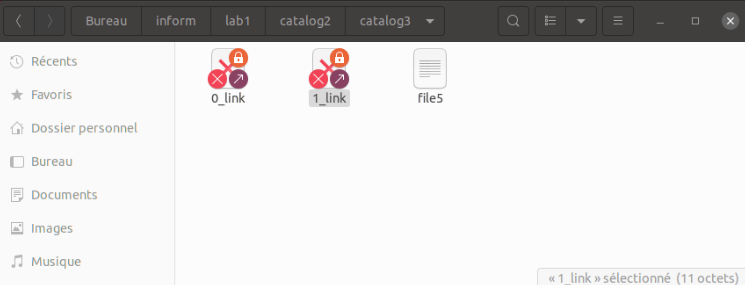 Bureau inform lab1 catalog2 catalog3
Récents
Favoris
Dossier personnel
Bureau
Documents
Images
Musique
0_link 1_link file5
« 1_link » sélectionné (11 octets)